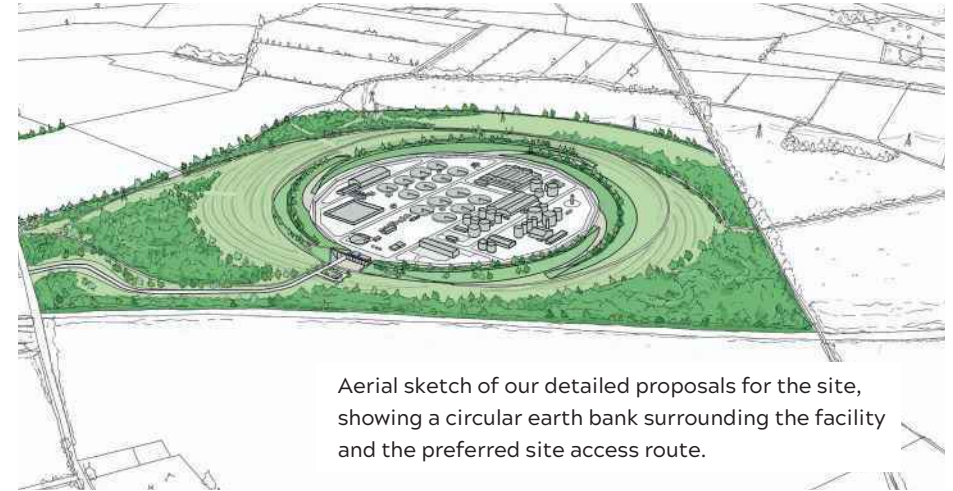 Aerial sketch of our detailed proposals for the site,
showing a circular earth bank surrounding the facility
and the preferred site access route.